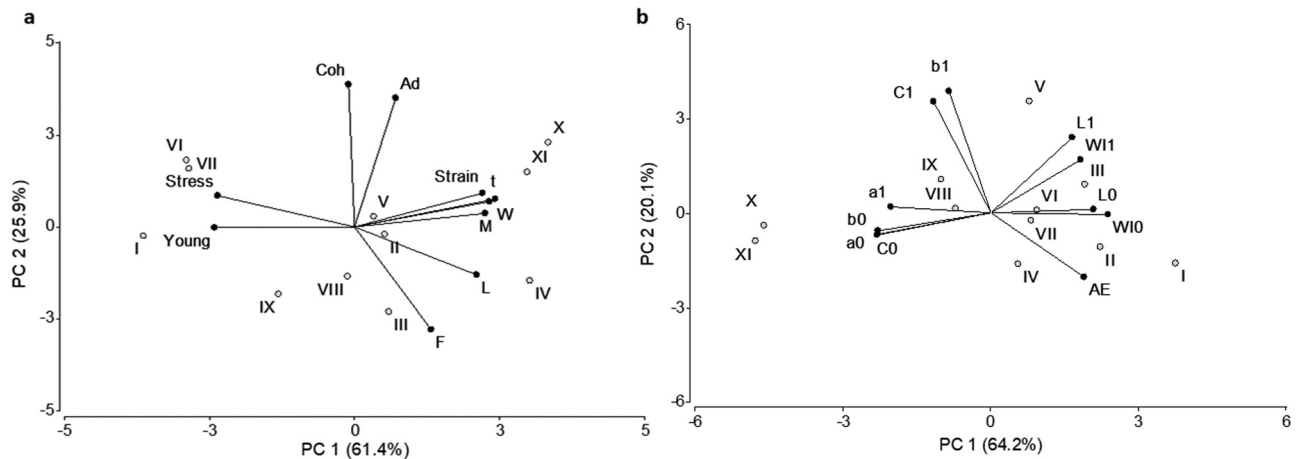 a
PC 2 (25.9%)
5
3
0
-3
-5
-5 -3 0 3 5
PC 1 (61.4%)
Coh
Ad
X
XI
VI
VII
Stress
Strain
t
W
M
V
II
Young
I
VIII
IX
L
IV
III
F
b
PC 2 (20.1%)
6
3
0
-3
-6
-6 -3 0 3 6
PC 1 (64.2%)
b1
C1
V
L1
WI1
III
IX
VIII
a1
VI
L0
WI0
X
b0
a0 C0
VII
XI
II
IV
I
AE